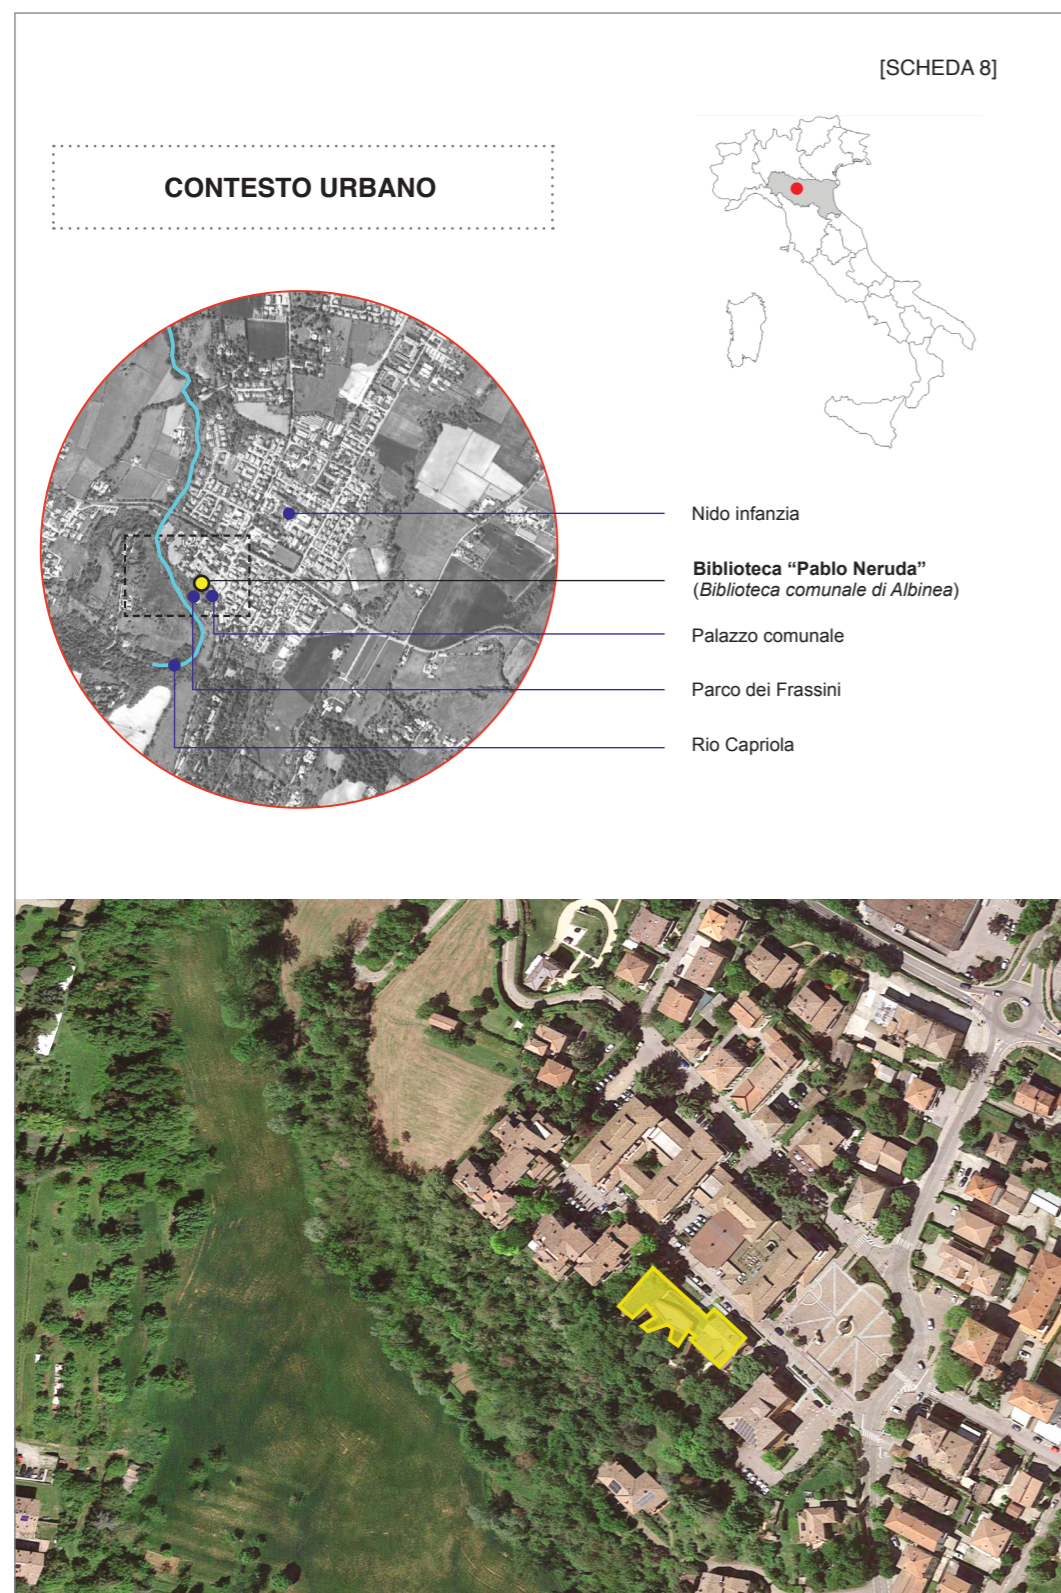 [SCHEDA 8]
CONTESTO URBANO
Nido infanzia
Biblioteca “Pablo Neruda”
(Biblioteca comunale di Albinea)
Palazzo comunale
Parco dei Frassini
Rio Capriola